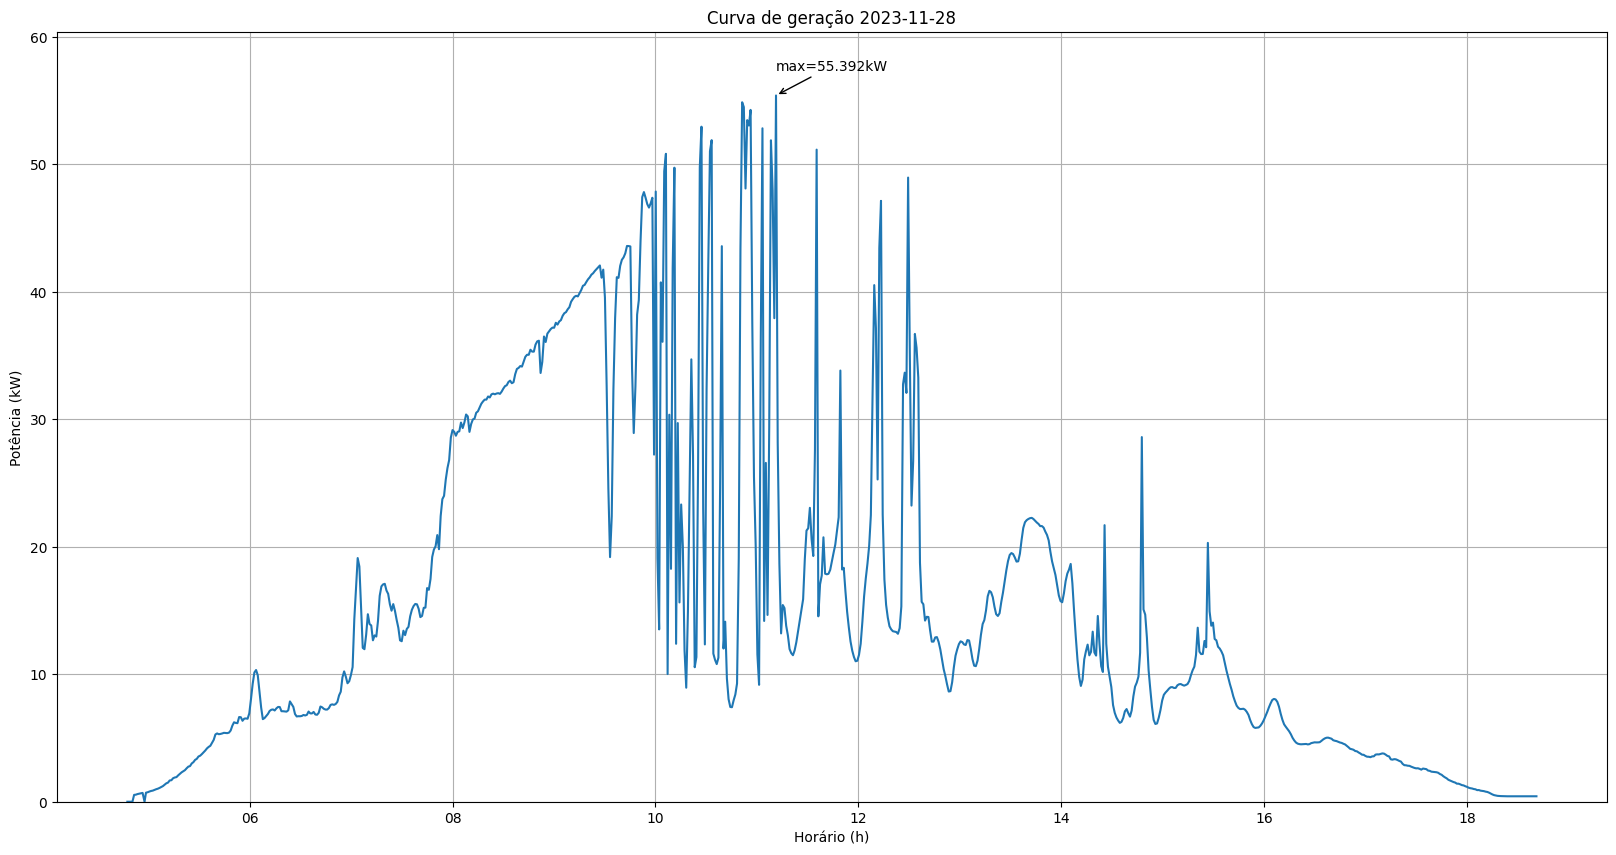 Curva de geração 2023-11-28
max=55.392kW
Potência (kW)
60
50
40
30
20
10
0
06 08 10 12 14 16 18
Horário (h)